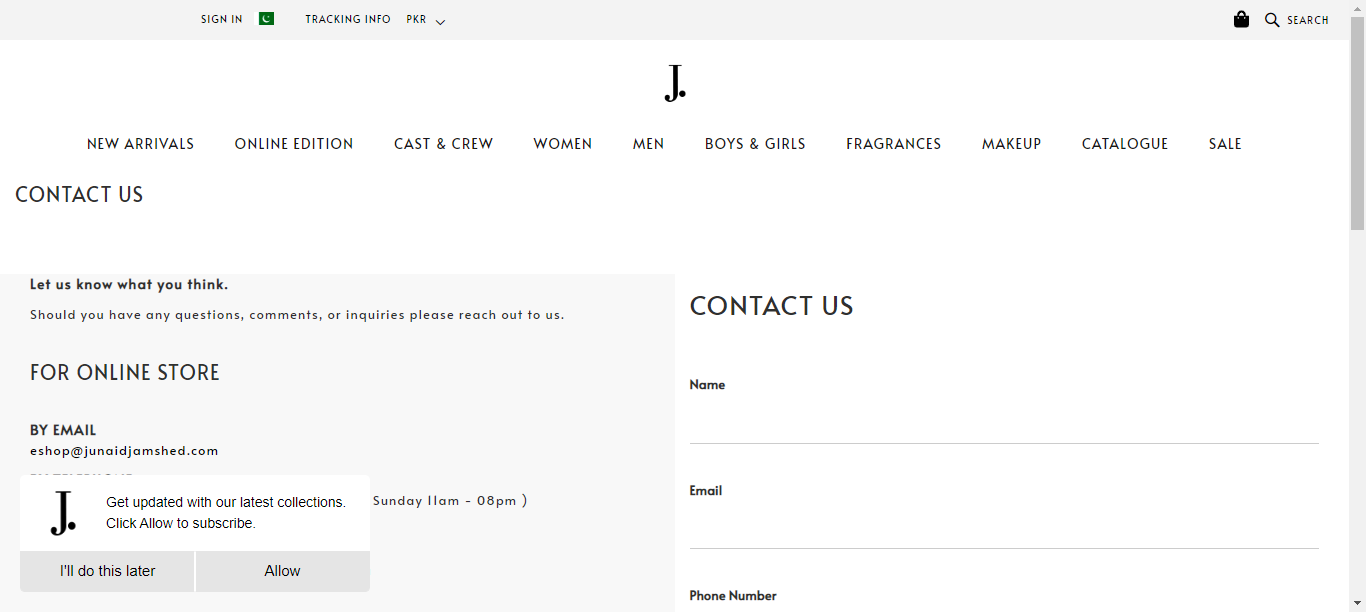 SIGN IN TRACKING INFO PKR SEARCH
J.
NEW ARRIVALS ONLINE EDITION CAST & CREW WOMEN MEN BOYS & GIRLS FRAGRANCES MAKEUP CATALOGUE SALE
CONTACT US
Let us know what you think.
Should you have any questions, comments, or inquiries please reach out to us.
FOR ONLINE STORE
BY EMAIL
eshop@junaidjamshed.com
Sunday 11am - 08pm )
J.
Get updated with our latest collections.
Click Allow to subscribe.
I'll do this later Allow
CONTACT US
Name
Email
Phone Number